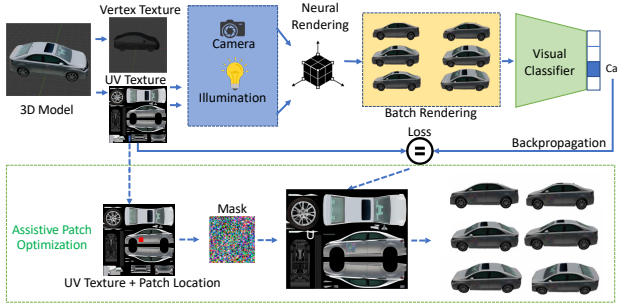 Vertex Texture
UV Texture
3D Model
Camera
Illumination
Neural
Rendering
Batch Rendering
Visual
Classifier
Ca
Loss
Backpropagation
Assistive Patch
Optimization
Mask
UV Texture + Patch Location